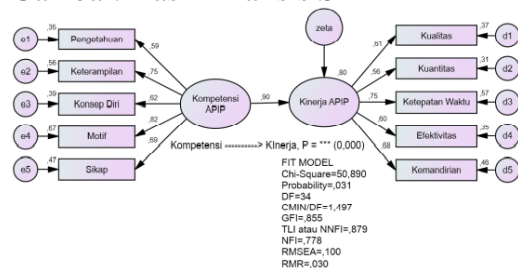 e1
,35
Pengetahuan
,59
e2
,56
Keterampilan
,75
e3
,39
Konsep Diri
,62
e4
,67
Motif
,82
e5
,47
Sikap
,69
Kompetensi
APIP
,90
zeta
Kinerja APIP
,80
,61
Kualitas
,37
d1
,56
Kuantitas
,31
d2
,75
Ketepatan Waktu
,57
d3
,60
Efektivitas
,35
d4
,68
Kemandirian
,46
d5
Kompetensi ----------> KInerja, P = *** (0,000)
FIT MODEL
Chi-Square=50,890
Probability=,031
DF=34
CMIN/DF=1,497
GFI=,855
TLI atau NNFI=,879
NFI=,778
RMSEA=,100
RMR=,030